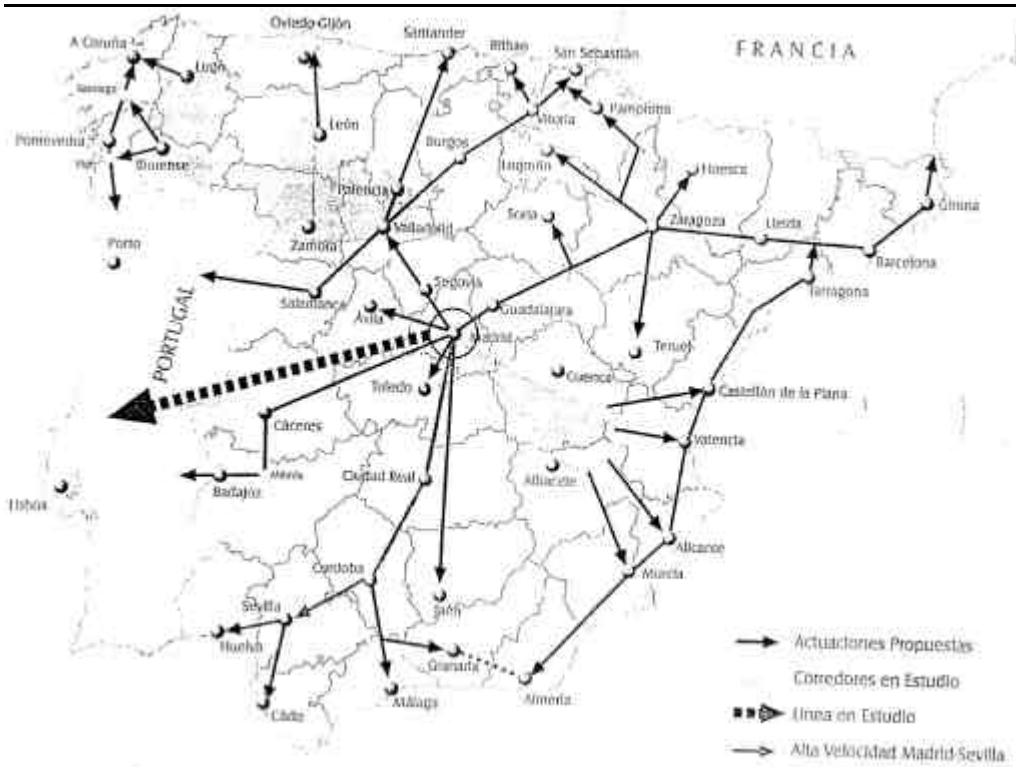 Oviedo-Gijón
Santander
Bilbao
San Sebastián
FRANCIA
A Coruña
Lugo
Santiago
León
Vitoria
Pamplona
Pontevedra
Burgos
Logroño
Huesca
Ourense
Palencia
Girona
Zamora
Valladolid
Soria
Zaragoza
Lleida
Porto
Barcelona
Segovia
Salamanca
Guadalajara
Tarragona
PORTUGAL
Ávila
Madrid
Teruel
Toledo
Cuenca
Castellón de la Plana
Cáceres
Valencia
Mérida
Ciudad Real
Badajoz
Albacete
Lisboa
Alicante
Córdoba
Murcia
Sevilla
Jaén
Huelva
Granada
Cádiz
Málaga
Almería
Actuaciones Propuestas
Corredores en Estudio
Línea en Estudio
Alta Velocidad Madrid-Sevilla